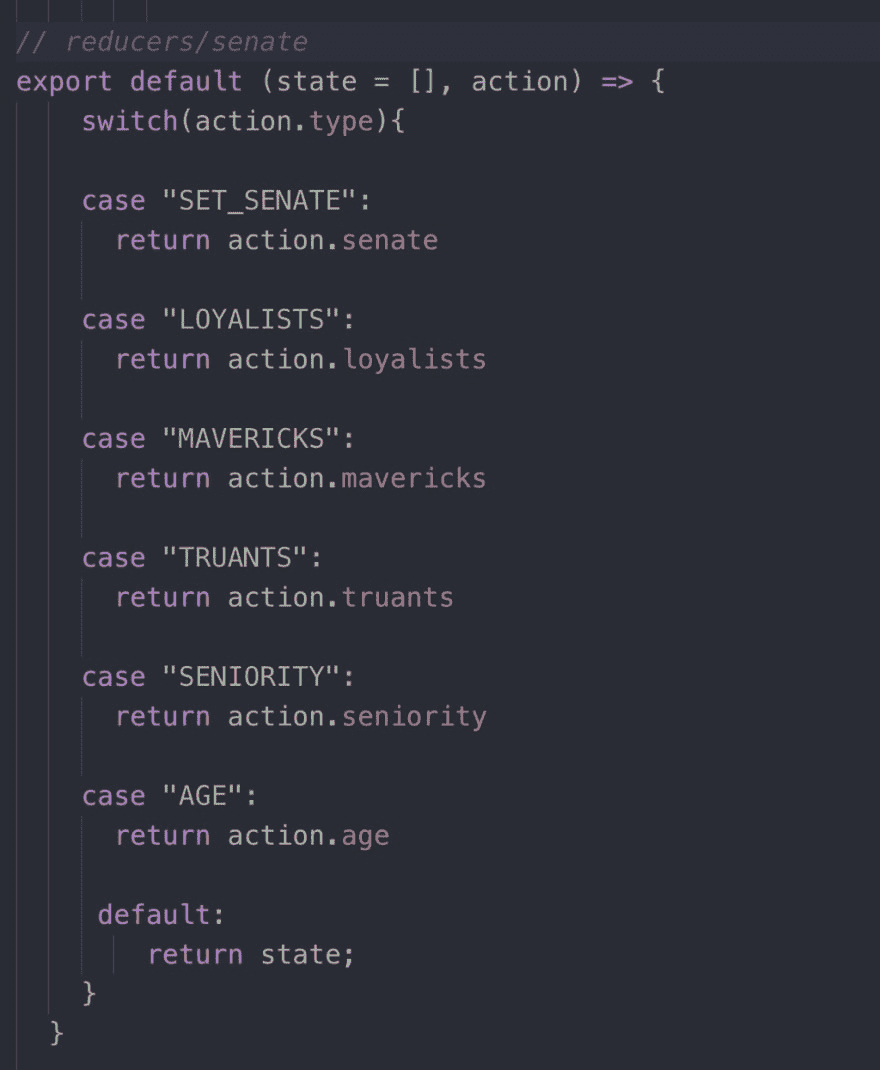 // reducers/senate
export default (state = [], action) => {
switch(action.type){
case "SET_SENATE":
return action.senate
case "LOYALISTS":
return action.loyalists
case "MAVERICKS":
return action.mavericks
case "TRUANTS":
return action.truants
case "SENIORITY":
return action.seniority
case "AGE":
return action.age
default:
return state;
}
}